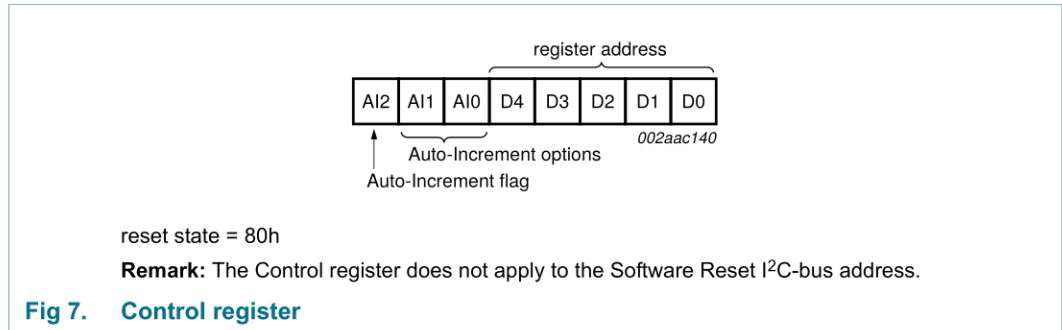 register address
AI2 AI1 AI0 D4 D3 D2 D1 D0
002aac140
Auto-Increment options
Auto-Increment flag
reset state = 80h
Remark: The Control register does not apply to the Software Reset I²C-bus address.
Fig 7. Control register